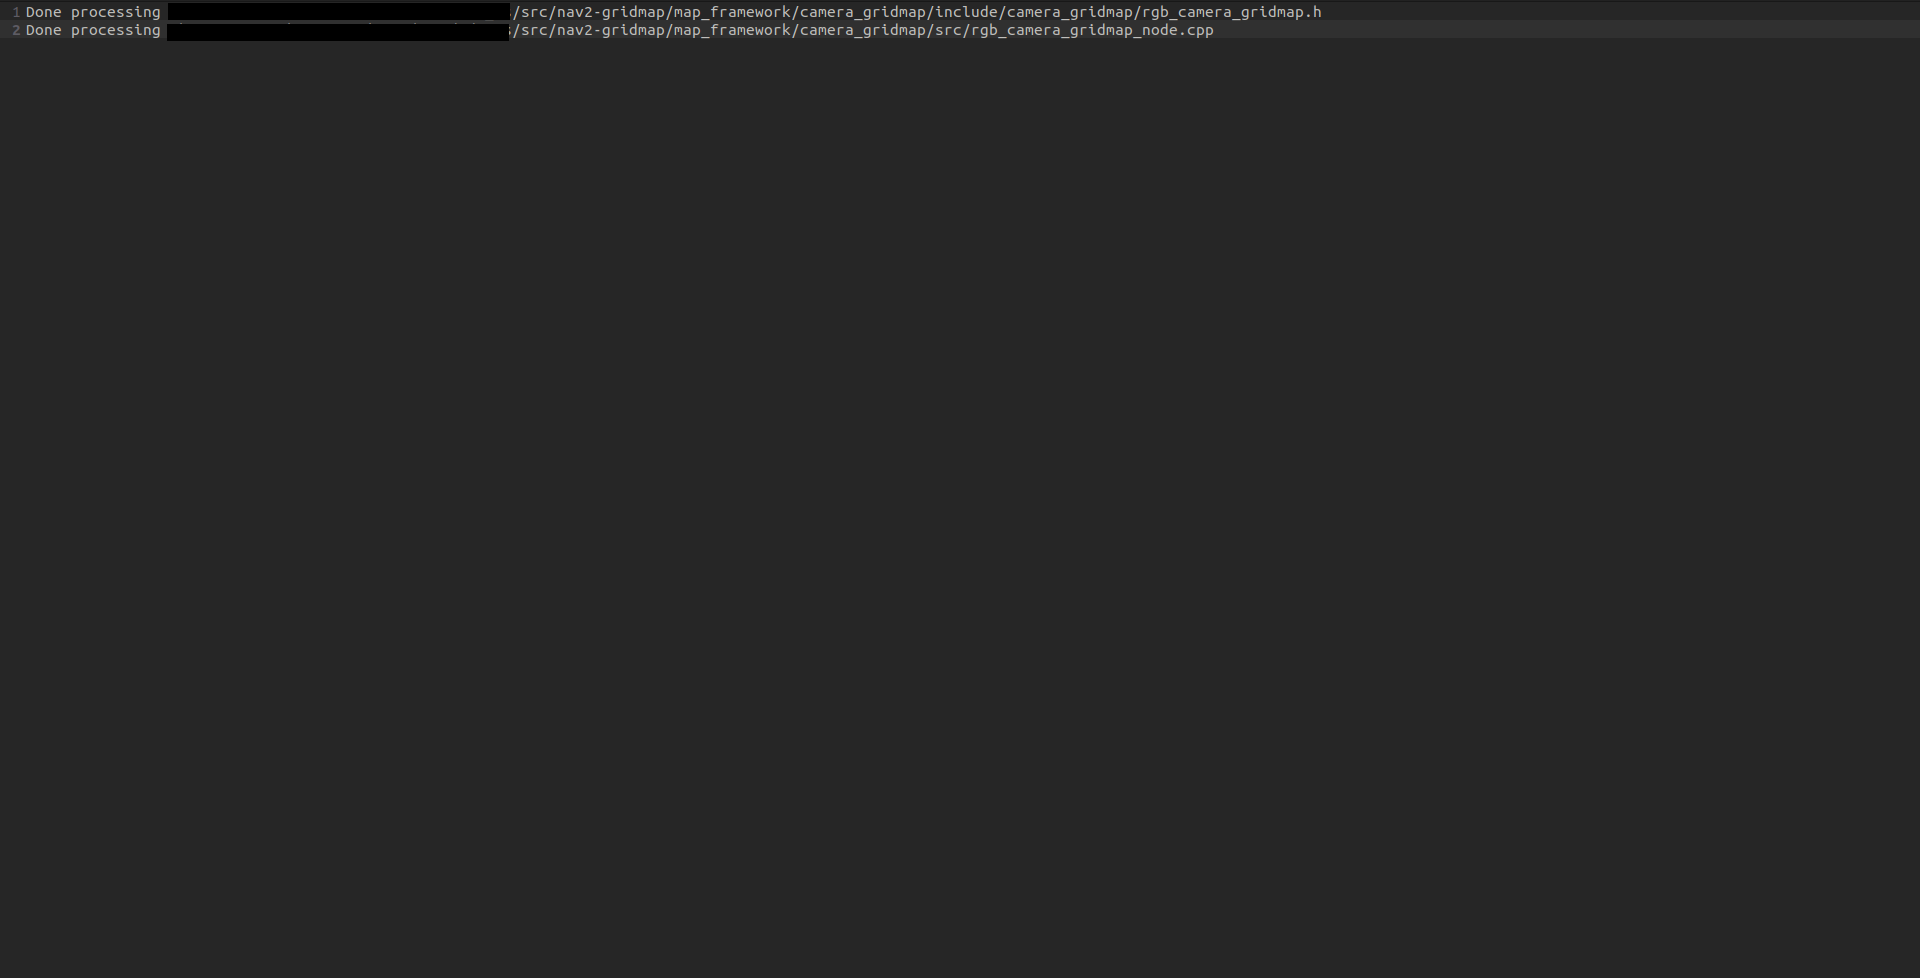 1 Done processing /src/nav2-gridmap/map_framework/camera_gridmap/include/camera_gridmap/rgb_camera_gridmap.h
2 Done processing /src/nav2-gridmap/map_framework/camera_gridmap/src/rgb_camera_gridmap_node.cpp